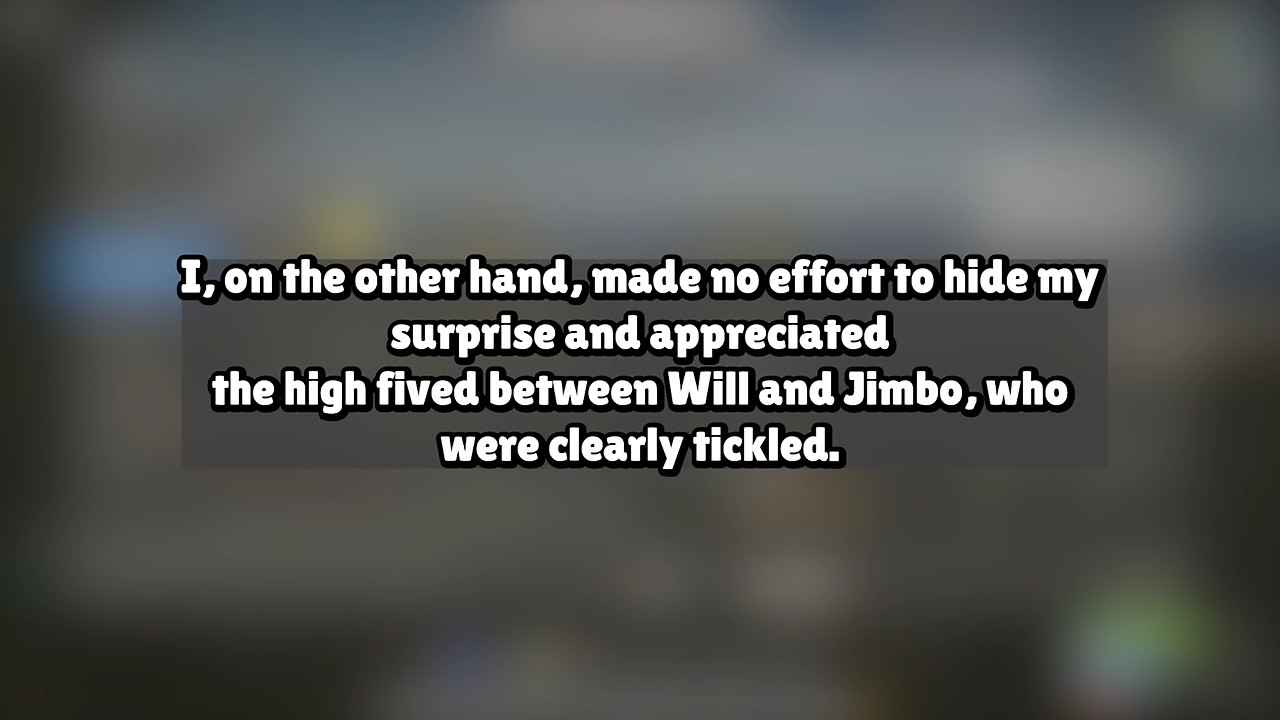 I, on the other hand, made no effort to hide my
surprise and appreciated
the high fived between Will and Jimbo, who
were clearly tickled.